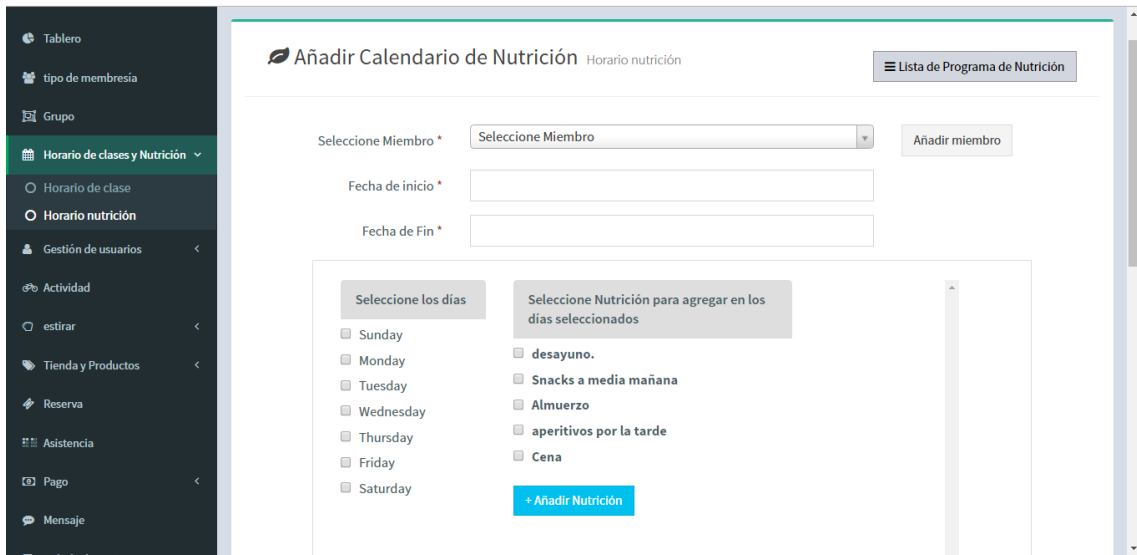 Tablero
tipo de membresía
Grupo
Horario de clases y Nutrición
Horario de clase
Horario nutrición
Gestión de usuarios
Actividad
estirar
Tienda y Productos
Reserva
Asistencia
Pago
Mensaje
Añadir Calendario de Nutrición Horario nutrición
Lista de Programa de Nutrición
Seleccione Miembro *
Seleccione Miembro
Añadir miembro
Fecha de inicio *
Fecha de Fin *
Seleccione los días
Sunday
Monday
Tuesday
Wednesday
Thursday
Friday
Saturday
Seleccione Nutrición para agregar en los
días seleccionados
desayuno.
Snacks a media mañana
Almuerzo
aperitivos por la tarde
Cena
+ Añadir Nutrición